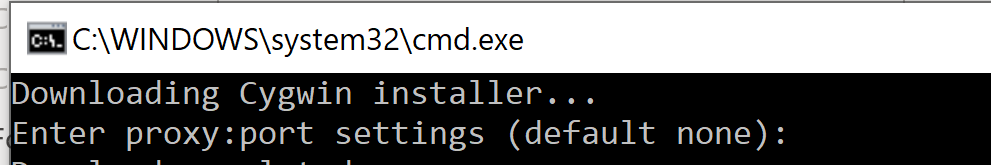 C:\WINDOWS\system32\cmd.exe
Downloading Cygwin installer...
Enter proxy:port settings (default none):